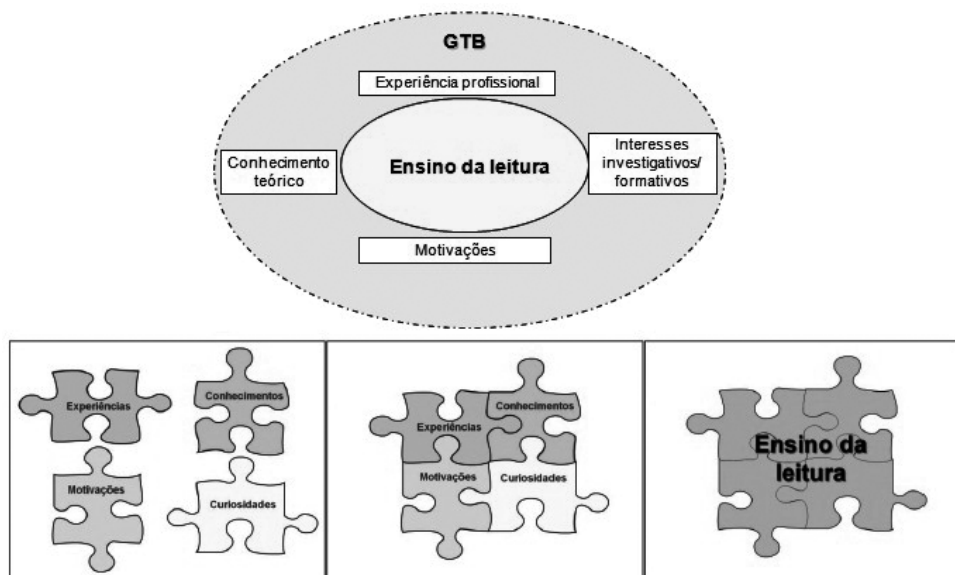 GTB
Experiência profissional
Conhecimento
teórico
Ensino da leitura
Interesses
investigativos/
formativos
Motivações
Experiências
Conhecimentos
Motivações
Curiosidades
Experiências
Conhecimentos
Motivações
Curiosidades
Ensino da
leitura